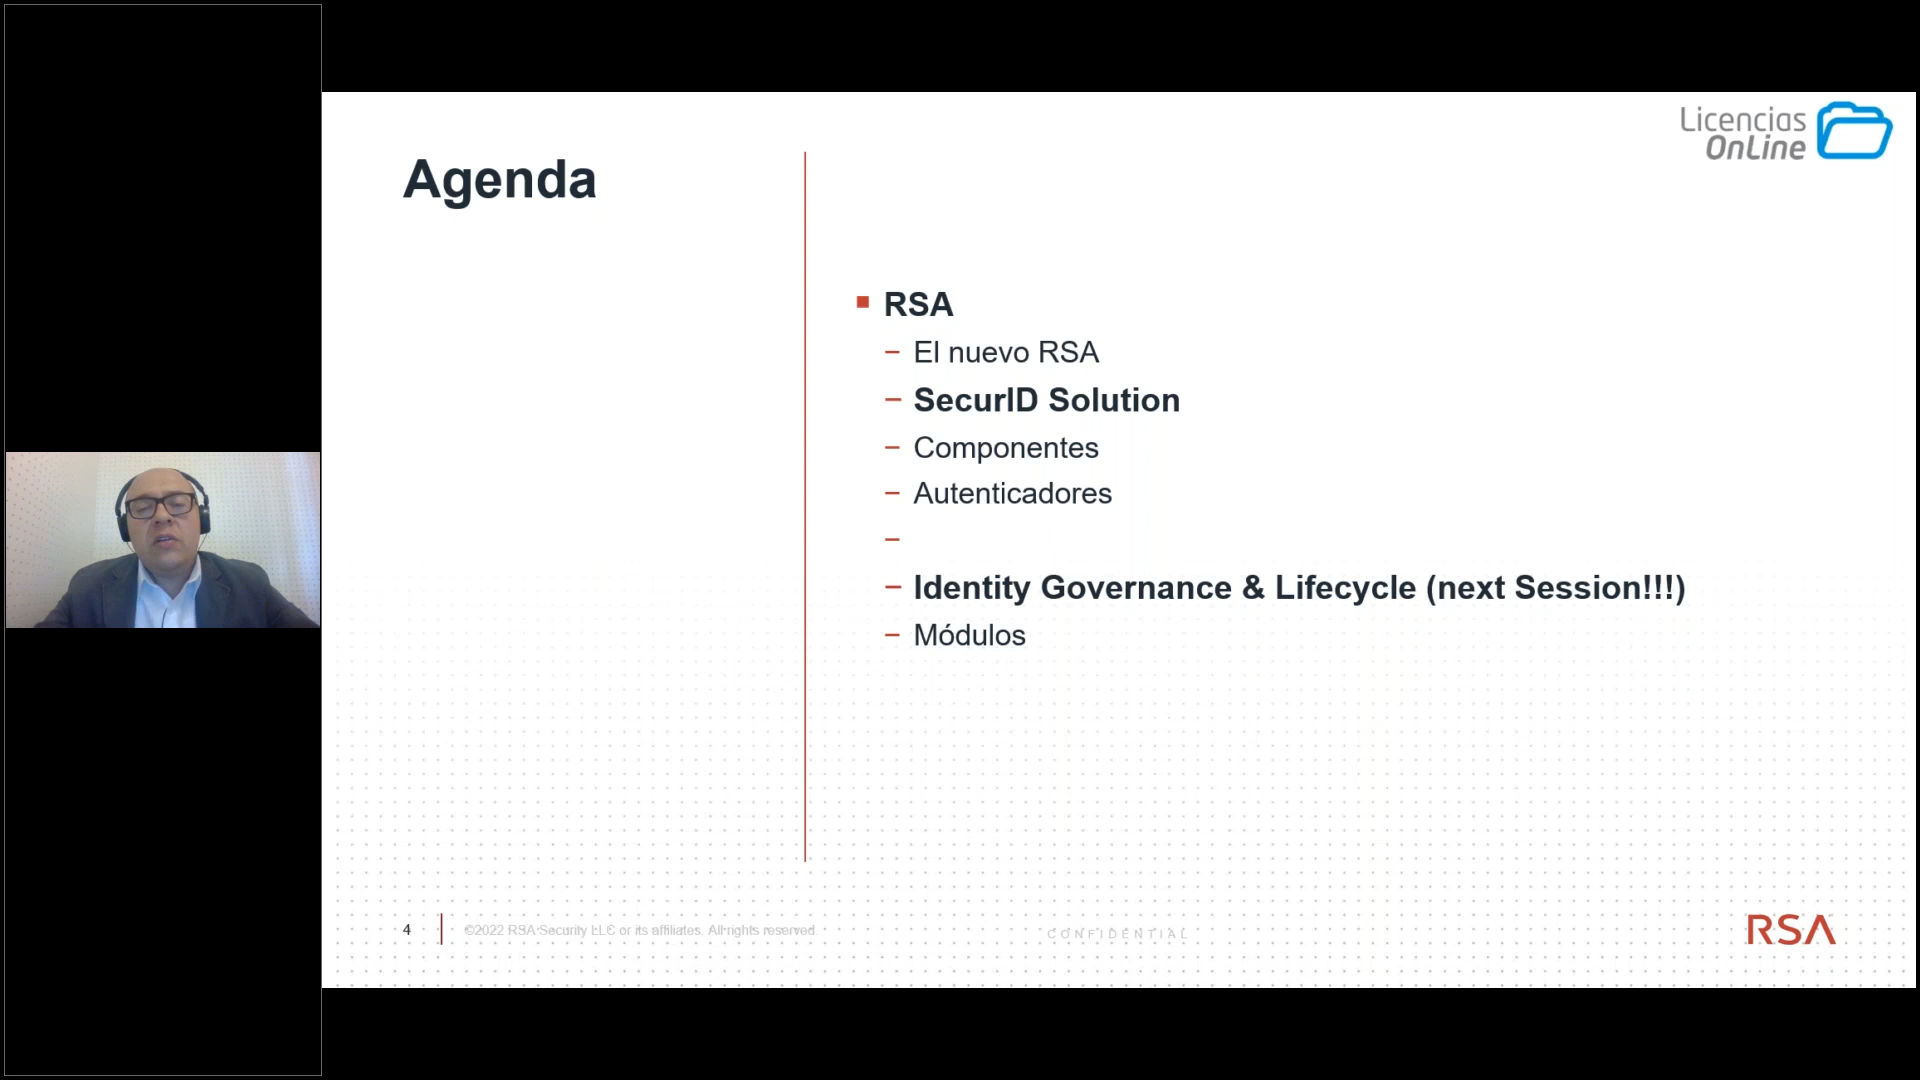 Licencias
OnLine
Agenda
RSA
– El nuevo RSA
– SecurID Solution
– Componentes
– Autenticadores
–
– Identity Governance & Lifecycle (next Session!!!)
– Módulos
4
©2022 RSA Security LLC or its affiliates. All rights reserved.
CONFIDENTIAL
RSA